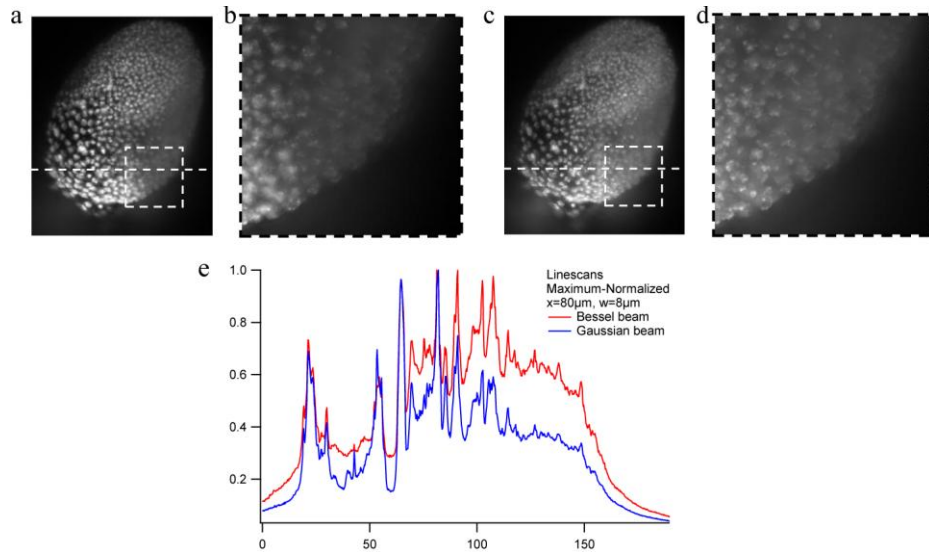 a
b
c
d
e
1.0
0.8
0.6
0.4
0.2
0
50
100
150
Linescans
Maximum-Normalized
x=80µm, w=8µm
Bessel beam
Gaussian beam